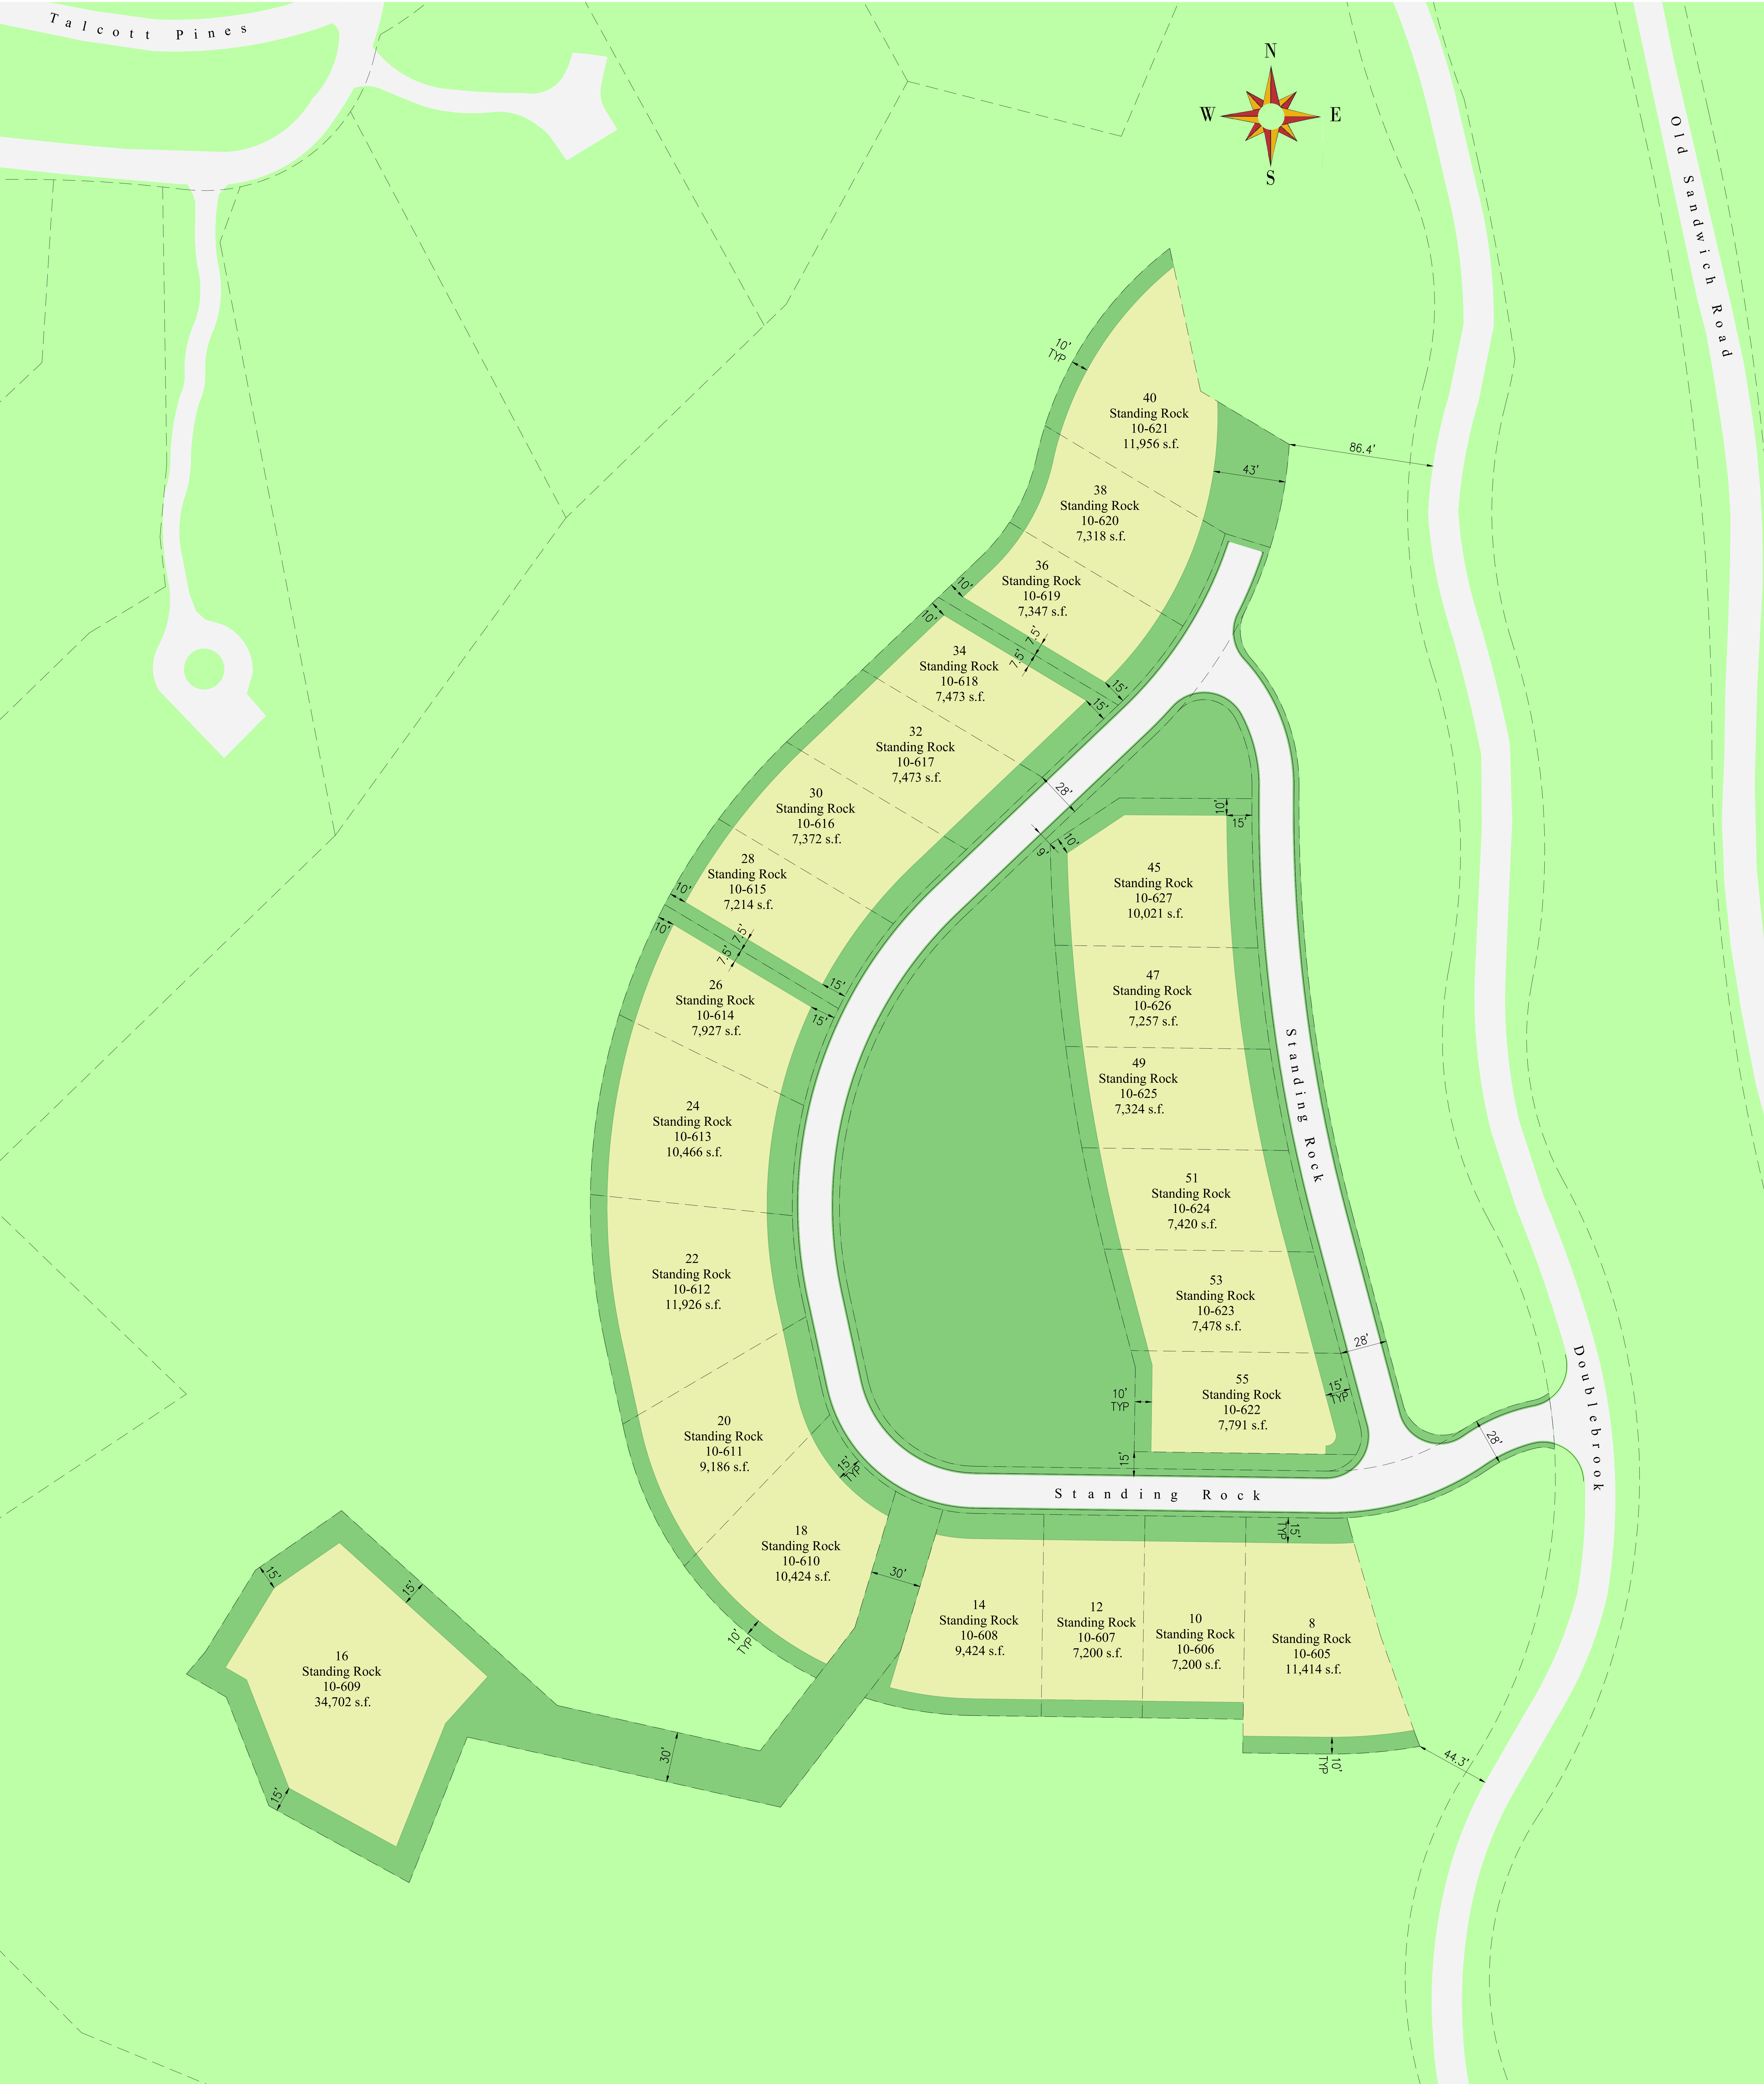 Talcott Pines
N
W
E
S
Old Sandwich Road
10'
TYP
40
Standing Rock
10-621
11,956 s.f.
86.4'
43'
38
Standing Rock
10-620
7,318 s.f.
36
Standing Rock
10-619
7,347 s.f.
10'
10'
7.5'
7.5'
15'
15'
34
Standing Rock
10-618
7,473 s.f.
32
Standing Rock
10-617
7,473 s.f.
28'
30
Standing Rock
10-616
7,372 s.f.
10'
15'
9'
10'
28
Standing Rock
10-615
7,214 s.f.
45
Standing Rock
10-627
10,021 s.f.
10'
10'
7.5'
7.5'
15'
15'
26
Standing Rock
10-614
7,927 s.f.
47
Standing Rock
10-626
7,257 s.f.
49
Standing Rock
10-625
7,324 s.f.
Standing Rock
24
Standing Rock
10-613
10,466 s.f.
51
Standing Rock
10-624
7,420 s.f.
22
Standing Rock
10-612
11,926 s.f.
53
Standing Rock
10-623
7,478 s.f.
28'
Doublebrook
55
Standing Rock
10-622
7,791 s.f.
10'
TYP
15'
TYP
15'
28'
20
Standing Rock
10-611
9,186 s.f.
15'
TYP
Standing Rock
15'
TYP
18
Standing Rock
10-610
10,424 s.f.
30'
10'
TYP
14
Standing Rock
10-608
9,424 s.f.
12
Standing Rock
10-607
7,200 s.f.
10
Standing Rock
10-606
7,200 s.f.
8
Standing Rock
10-605
11,414 s.f.
15'
15'
16
Standing Rock
10-609
34,702 s.f.
15'
30'
10'
TYP
44.3'